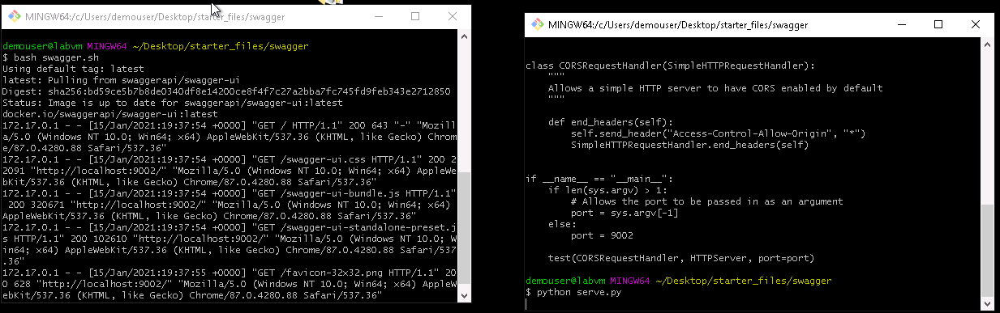 MINGW64:/c/Users/demouser/Desktop/starter_files/swagger
demouser@labvm MINGW64 ~/Desktop/starter_files/swagger
$ bash swagger.sh
Using default tag: latest
latest: Pulling from swaggerapi/swagger-ui
Digest: sha256:bd59ce5b7b8de0340df8e14200ce8f4f7c27a2bba7fc745fd9feb343e2712850
Status: Image is up to date for swaggerapi/swagger-ui:latest
docker.io/swaggerapi/swagger-ui:latest
172.17.0.1 - - [15/Jan/2021:19:37:54 +0000] "GET / HTTP/1.1" 200 643 "-" "Mozill
a/5.0 (Windows NT 10.0; Win64; x64) AppleWebKit/537.36 (KHTML, like Gecko) Chrom
e/87.0.4280.88 Safari/537.36"
172.17.0.1 - - [15/Jan/2021:19:37:54 +0000] "GET /swagger-ui.css HTTP/1.1" 200 2
2091 "http://localhost:9002/" "Mozilla/5.0 (Windows NT 10.0; Win64; x64) AppleWe
bKit/537.36 (KHTML, like Gecko) Chrome/87.0.4280.88 Safari/537.36"
172.17.0.1 - - [15/Jan/2021:19:37:54 +0000] "GET /swagger-ui-bundle.js HTTP/1.1"
200 320671 "http://localhost:9002/" "Mozilla/5.0 (Windows NT 10.0; Win64; x64)
AppleWebKit/537.36 (KHTML, like Gecko) Chrome/87.0.4280.88 Safari/537.36"
172.17.0.1 - - [15/Jan/2021:19:37:54 +0000] "GET /swagger-ui-standalone-preset.j
s HTTP/1.1" 200 102610 "http://localhost:9002/" "Mozilla/5.0 (Windows NT 10.0; W
in64; x64) AppleWebKit/537.36 (KHTML, like Gecko) Chrome/87.0.4280.88 Safari/537
.36"
172.17.0.1 - - [15/Jan/2021:19:37:55 +0000] "GET /favicon-32x32.png HTTP/1.1" 20
0 628 "http://localhost:9002/" "Mozilla/5.0 (Windows NT 10.0; Win64; x64) AppleW
ebKit/537.36 (KHTML, like Gecko) Chrome/87.0.4280.88 Safari/537.36"
MINGW64:/c/Users/demouser/Desktop/starter_files/swagger
class CORSRequestHandler(SimpleHTTPRequestHandler):
"""
Allows a simple HTTP server to have CORS enabled by default
"""
def end_headers(self):
self.send_header("Access-Control-Allow-Origin", "*")
SimpleHTTPRequestHandler.end_headers(self)
if __name__ == "__main__":
if len(sys.argv) > 1:
# Allows the port to be passed in as an argument
port = sys.argv[-1]
else:
port = 9002
test(CORSRequestHandler, HTTPServer, port=port)
demouser@labvm MINGW64 ~/Desktop/starter_files/swagger
$ python serve.py